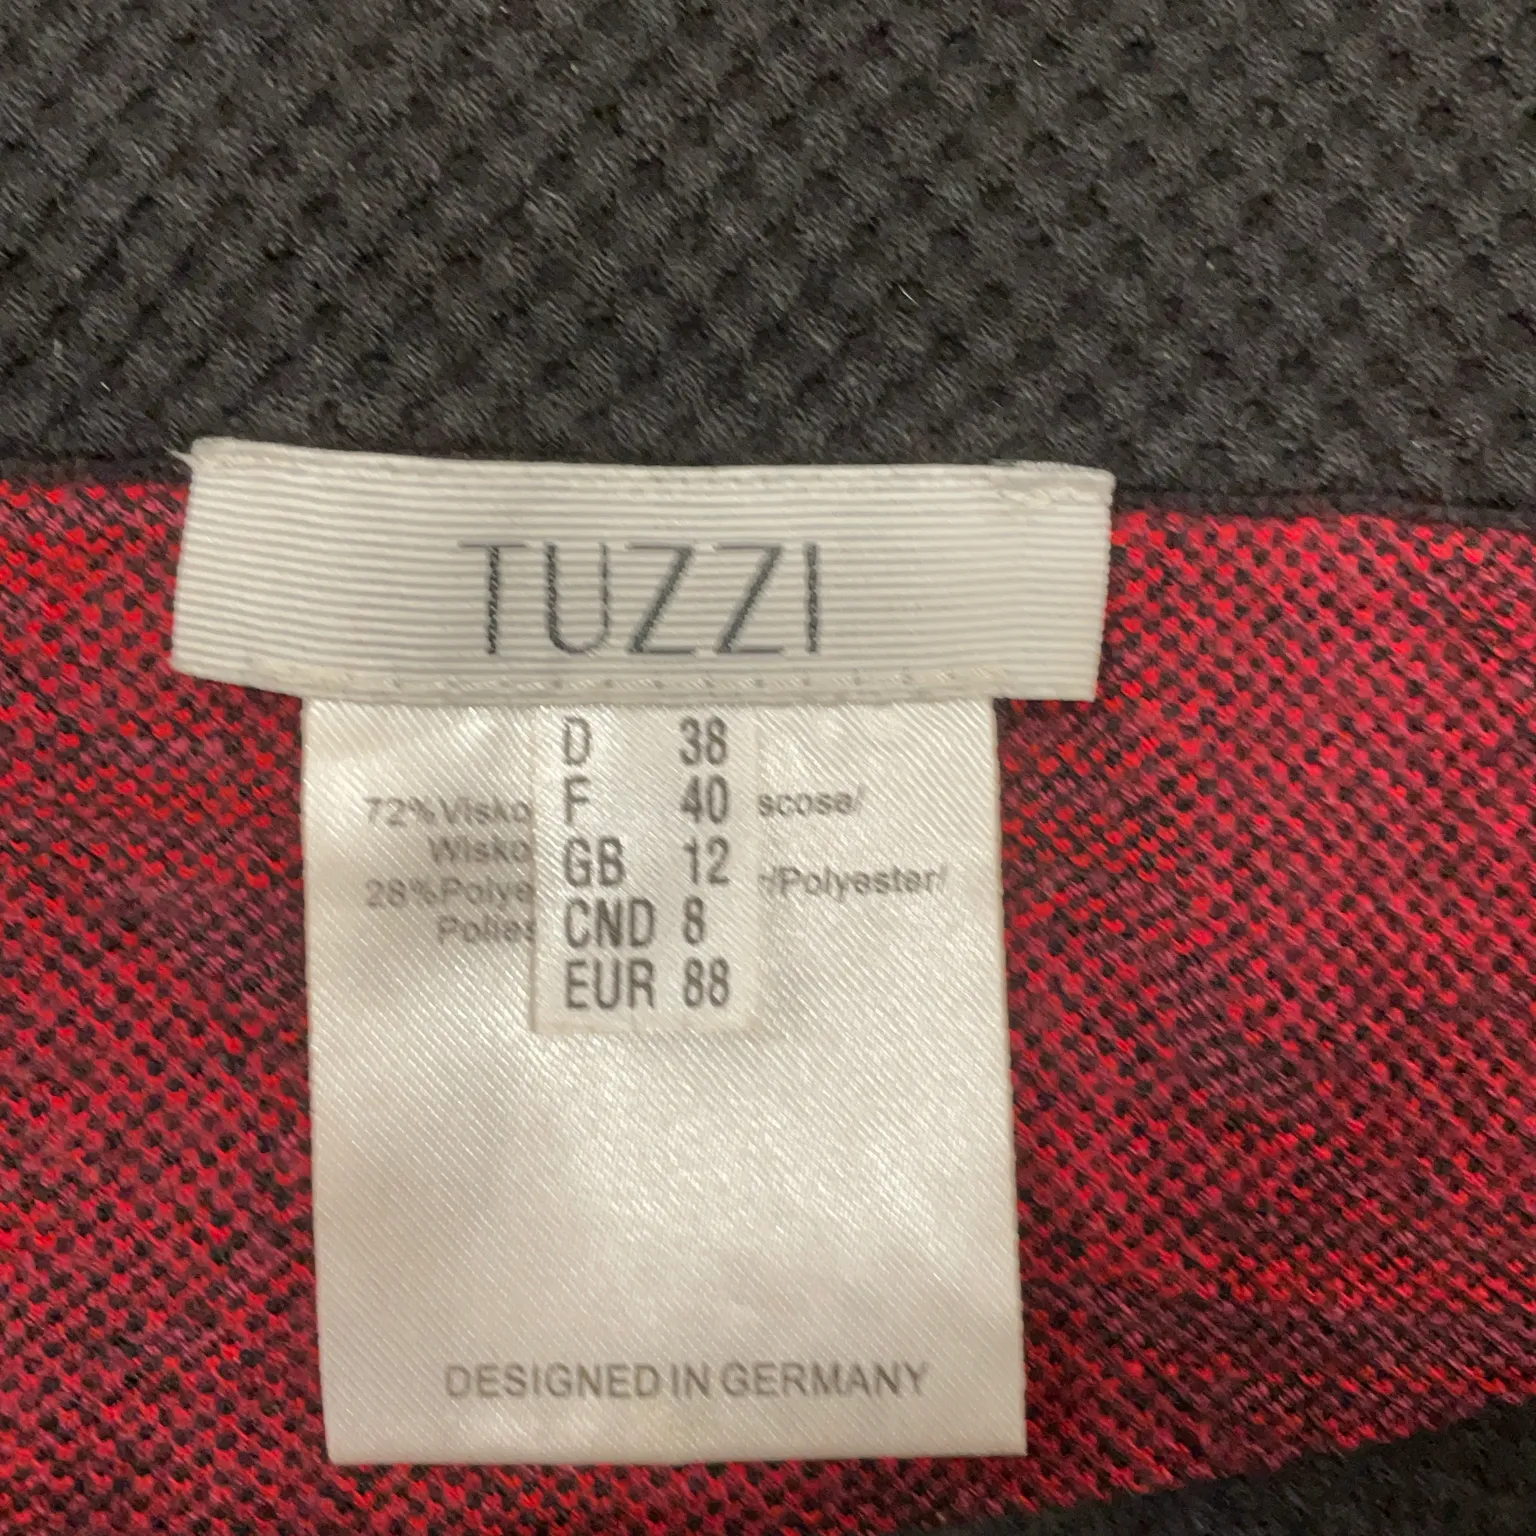 TUZZI
D 38
F 40
GB 12
CND 8
EUR 88
72%Visko scose/
Wisko
28%Polye /Polyester/
Polies
DESIGNED IN GERMANY